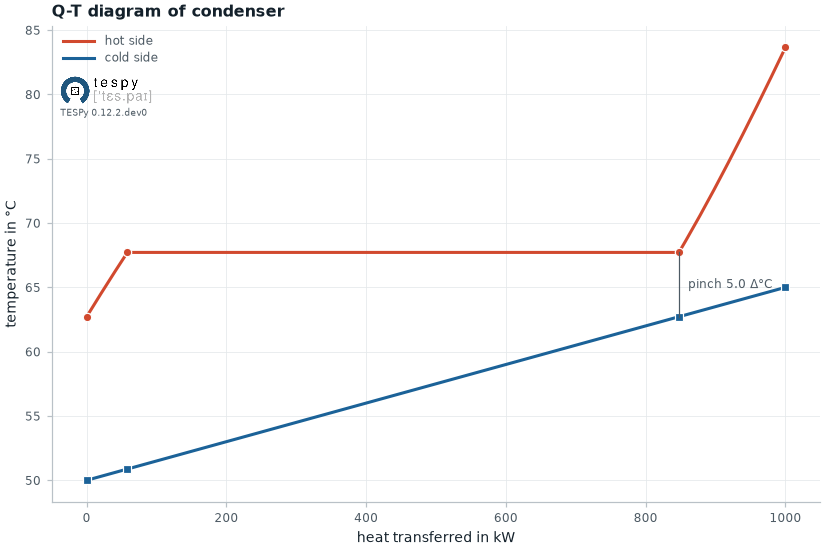 Q-T diagram of condenser
hot side
cold side
tespy
[ˈtɛs.paɪ]
TESPy 0.12.2.dev0
85
80
75
70
65
60
55
50
temperature in °C
pinch 5.0 Δ°C
0 200 400 600 800 1000
heat transferred in kW